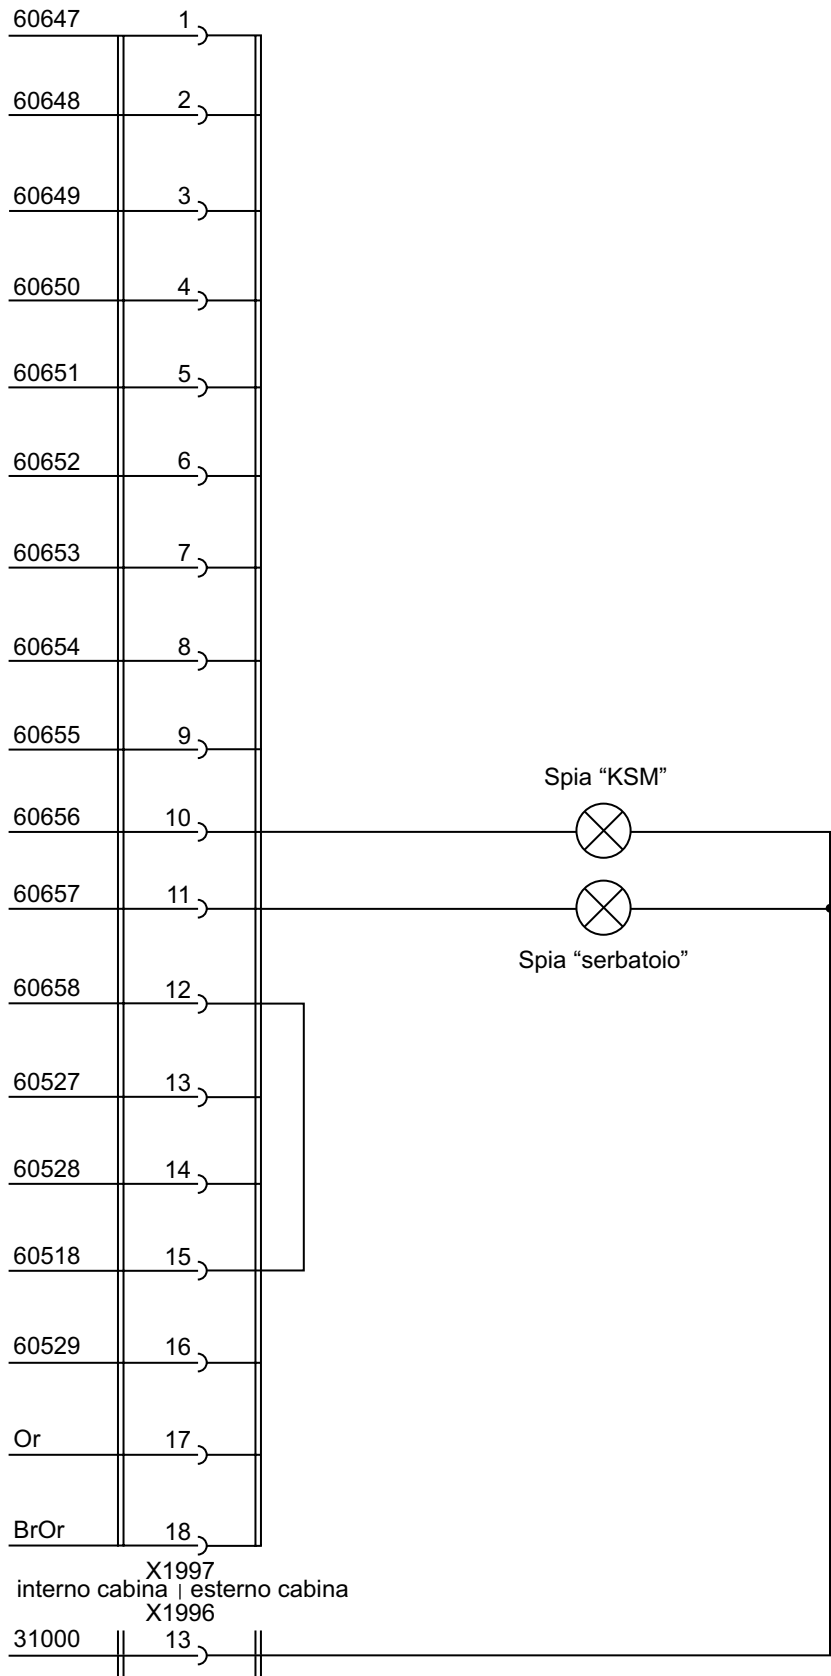 60647 1
60648 2
60649 3
60650 4
60651 5
60652 6
60653 7
60654 8
60655 9
Spia “KSM”
60656 10
60657 11
Spia “serbatoio”
60658 12
60527 13
60528 14
60518 15
60529 16
Or 17
BrOr 18
X1997
interno cabina | esterno cabina
X1996
31000 13